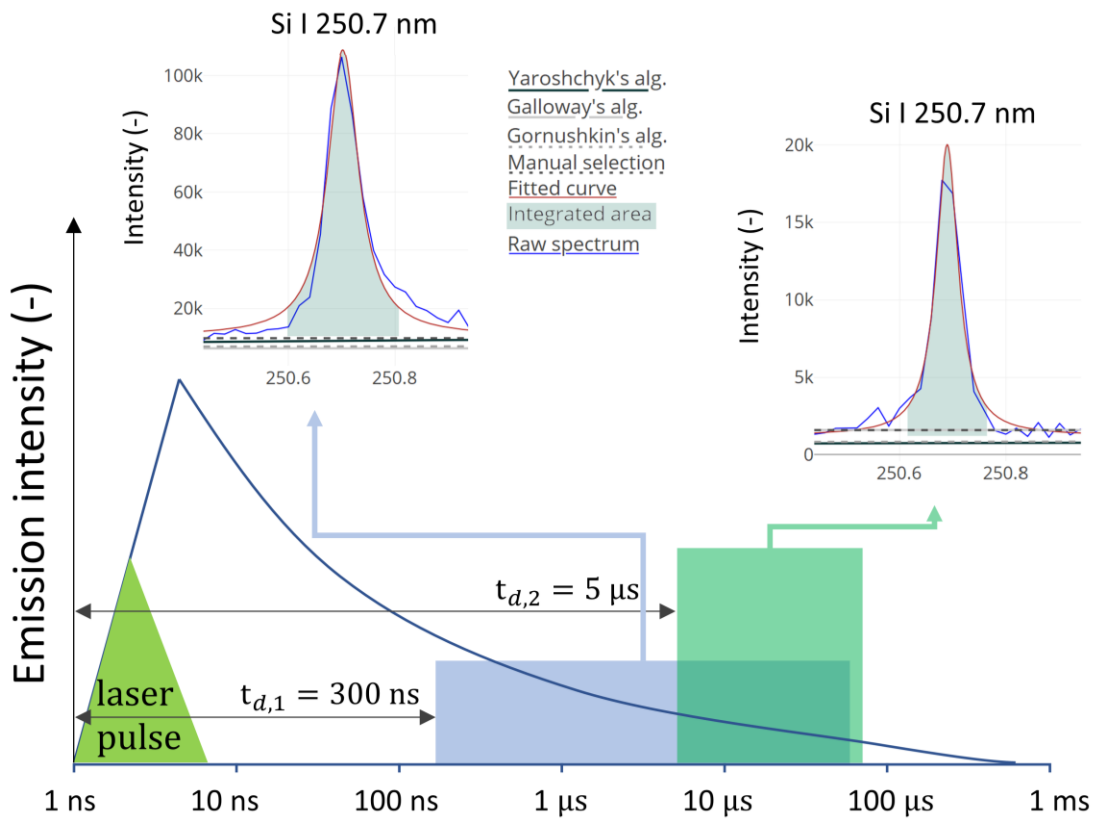 Si I 250.7 nm
Intensity (-)
100k
80k
60k
40k
20k
250.6 250.8
Yaroshchyk's alg.
Galloway's alg.
Gornushkin's alg.
Manual selection
Fitted curve
Integrated area
Raw spectrum
Si I 250.7 nm
Intensity (-)
20k
15k
10k
5k
0
250.6 250.8
Emission intensity (-)
t_{d,2} = 5 μs
t_{d,1} = 300 ns
laser
pulse
1 ns 10 ns 100 ns 1 μs 10 μs 100 μs 1 ms